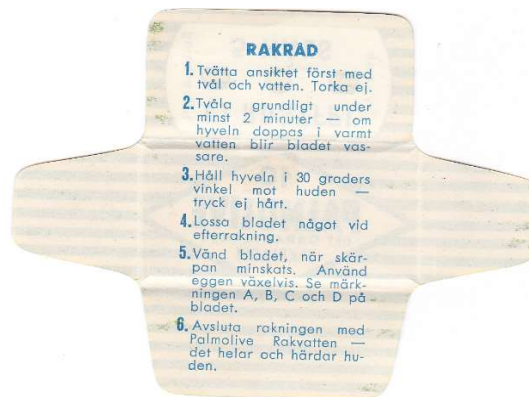 RAKRÅD
1. Tvätta ansiktet först med
tvål och vatten. Torka ej.
2. Tvåla grundligt under
minst 2 minuter — om
hyveln doppas i varmt
vatten blir bladet vas-
sare.
3. Håll hyveln i 30 graders
vinkel mot huden —
tryck ej hårt.
4. Lossa bladet något vid
efterrakning.
5. Vänd bladet, när skär-
pan minskats. Använd
eggen växelvis. Se märk-
ningen A, B, C och D på
bladet.
6. Avsluta rakningen med
Palmolive Rakvatten —
det helar och härdar hu-
den.